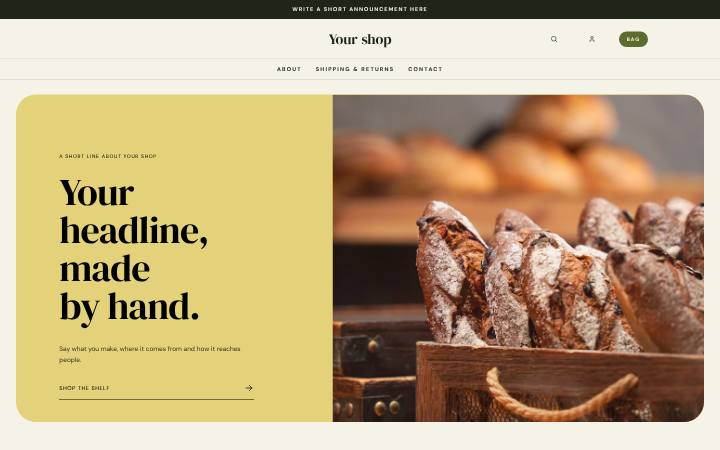 WRITE A SHORT ANNOUNCEMENT HERE
Your shop
BAG
ABOUT SHIPPING & RETURNS CONTACT
A SHORT LINE ABOUT YOUR SHOP
Your
headline,
made
by hand.
Say what you make, where it comes from and how it reaches
people.
SHOP THE SHELF